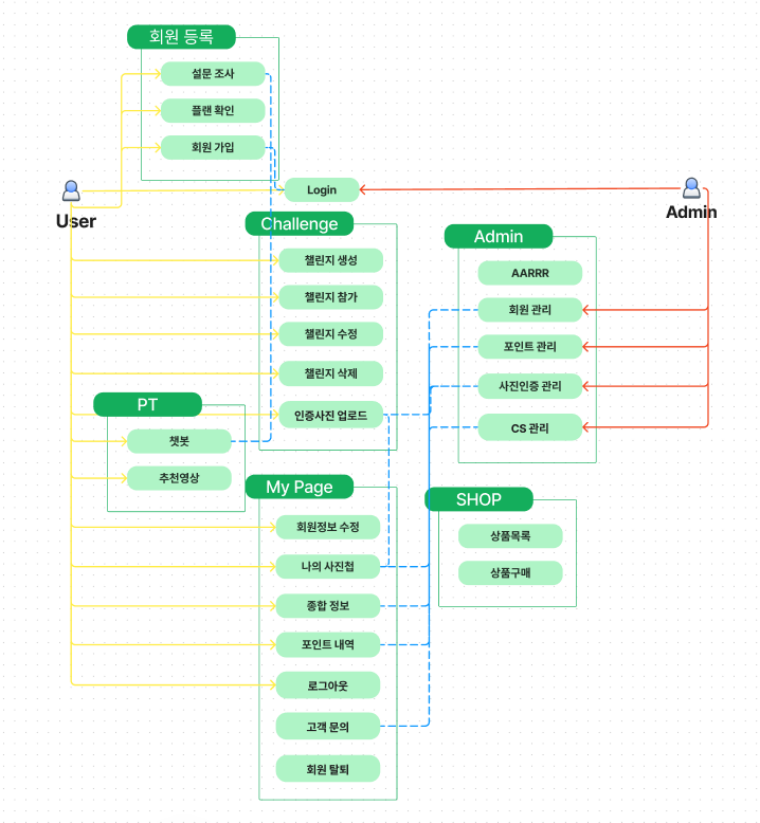 회원 등록
설문 조사
플랜 확인
회원 가입
User
Login
Admin
Challenge
챌린지 생성
챌린지 참가
챌린지 수정
챌린지 삭제
인증사진 업로드
Admin
AARRR
회원 관리
포인트 관리
사진인증 관리
CS 관리
PT
챗봇
추천영상
My Page
회원정보 수정
나의 사진첩
종합 정보
포인트 내역
로그아웃
고객 문의
회원 탈퇴
SHOP
상품목록
상품구매